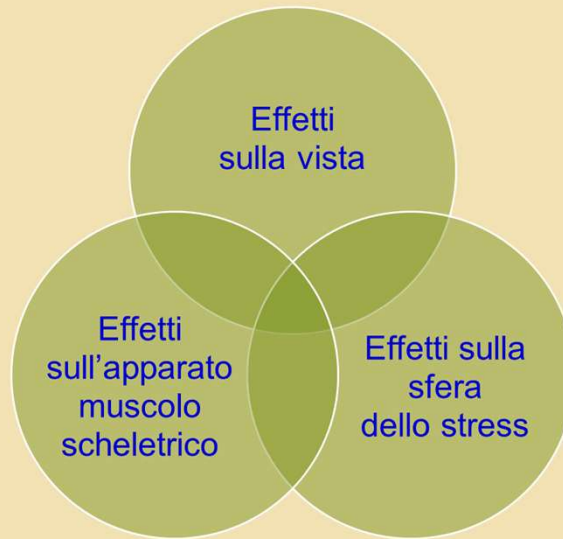 Effetti
sulla vista
Effetti
sull’apparato
muscolo
scheletrico
Effetti sulla
sfera
dello stress